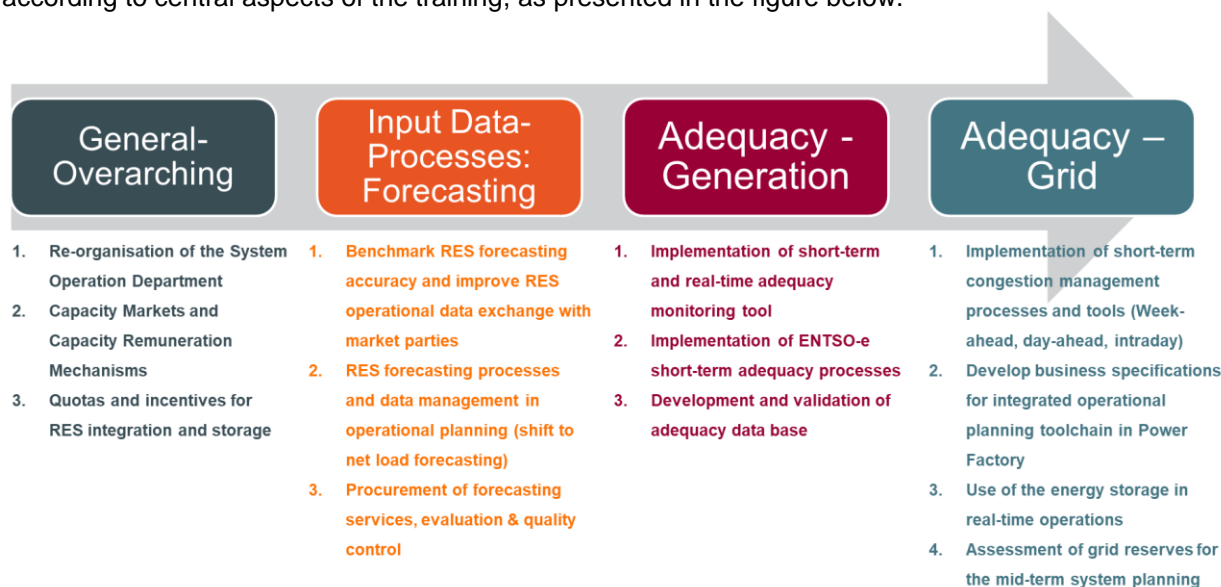 according to central aspects of the training, as presented in the figure below.
General-
Overarching
Input Data-
Processes:
Forecasting
Adequacy -
Generation
Adequacy –
Grid
1. Re-organisation of the System
Operation Department
2. Capacity Markets and
Capacity Remuneration
Mechanisms
3. Quotas and incentives for
RES integration and storage
1. Benchmark RES forecasting
accuracy and improve RES
operational data exchange with
market parties
2. RES forecasting processes
and data management in
operational planning (shift to
net load forecasting)
3. Procurement of forecasting
services, evaluation & quality
control
1. Implementation of short-term
and real-time adequacy
monitoring tool
2. Implementation of ENTSO-e
short-term adequacy processes
3. Development and validation of
adequacy data base
1. Implementation of short-term
congestion management
processes and tools (Week-
ahead, day-ahead, intraday)
2. Develop business specifications
for integrated operational
planning toolchain in Power
Factory
3. Use of the energy storage in
real-time operations
4. Assessment of grid reserves for
the mid-term system planning